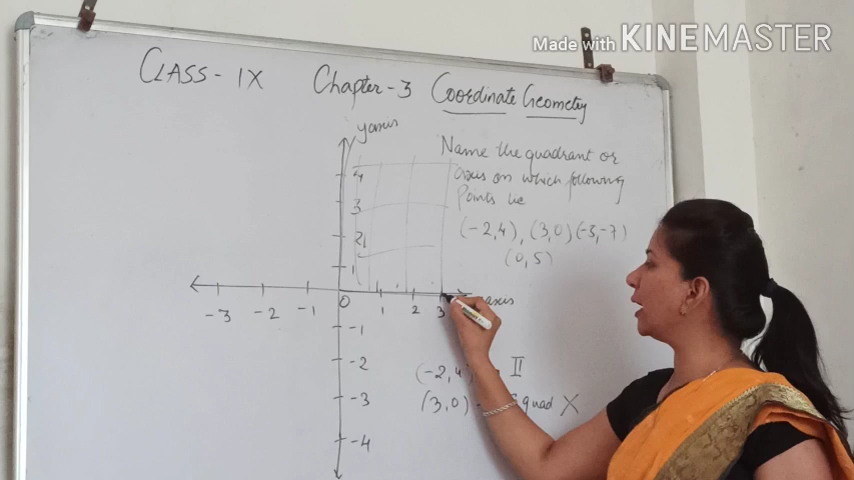 Made with KINEMASTER
CLASS - IX Chapter-3 Coordinate Geometry
y axis
Name the quadrant or
axis on which following
Points lie
(-2,4), (3,0) (-3,-7)
(0,5)
4
3
2
1
-3 -2 -1 0 1 2 3 axis
-1
-2
-3
-4
(-2,4 II
(3,0) - quad X